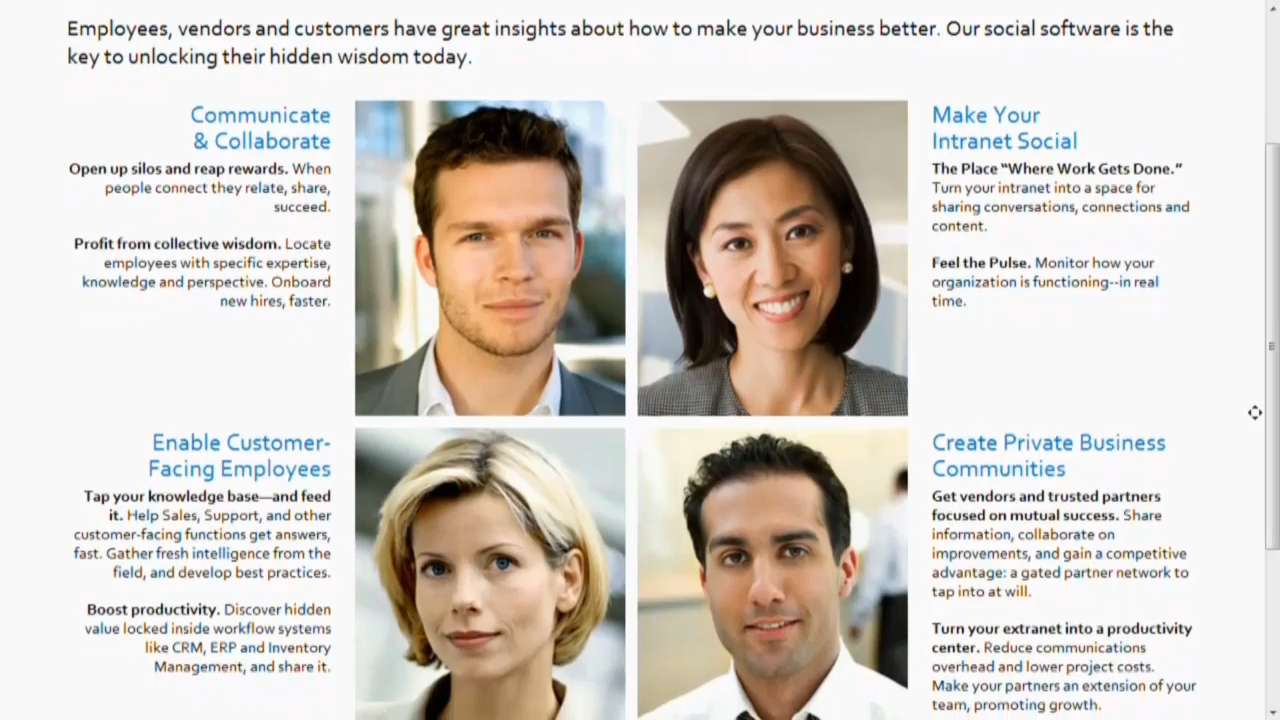 Employees, vendors and customers have great insights about how to make your business better. Our social software is the
key to unlocking their hidden wisdom today.
Communicate
& Collaborate
Open up silos and reap rewards. When
people connect they relate, share,
succeed.
Profit from collective wisdom. Locate
employees with specific expertise,
knowledge and perspective. Onboard
new hires, faster.
Make Your
Intranet Social
The Place “Where Work Gets Done.”
Turn your intranet into a space for
sharing conversations, connections and
content.
Feel the Pulse. Monitor how your
organization is functioning--in real
time.
Enable Customer-
Facing Employees
Tap your knowledge base—and feed
it. Help Sales, Support, and other
customer-facing functions get answers,
fast. Gather fresh intelligence from the
field, and develop best practices.
Boost productivity. Discover hidden
value locked inside workflow systems
like CRM, ERP and Inventory
Management, and share it.
Create Private Business
Communities
Get vendors and trusted partners
focused on mutual success. Share
information, collaborate on
improvements, and gain a competitive
advantage: a gated partner network to
tap into at will.
Turn your extranet into a productivity
center. Reduce communications
overhead and lower project costs.
Make your partners an extension of your
team, promoting growth.